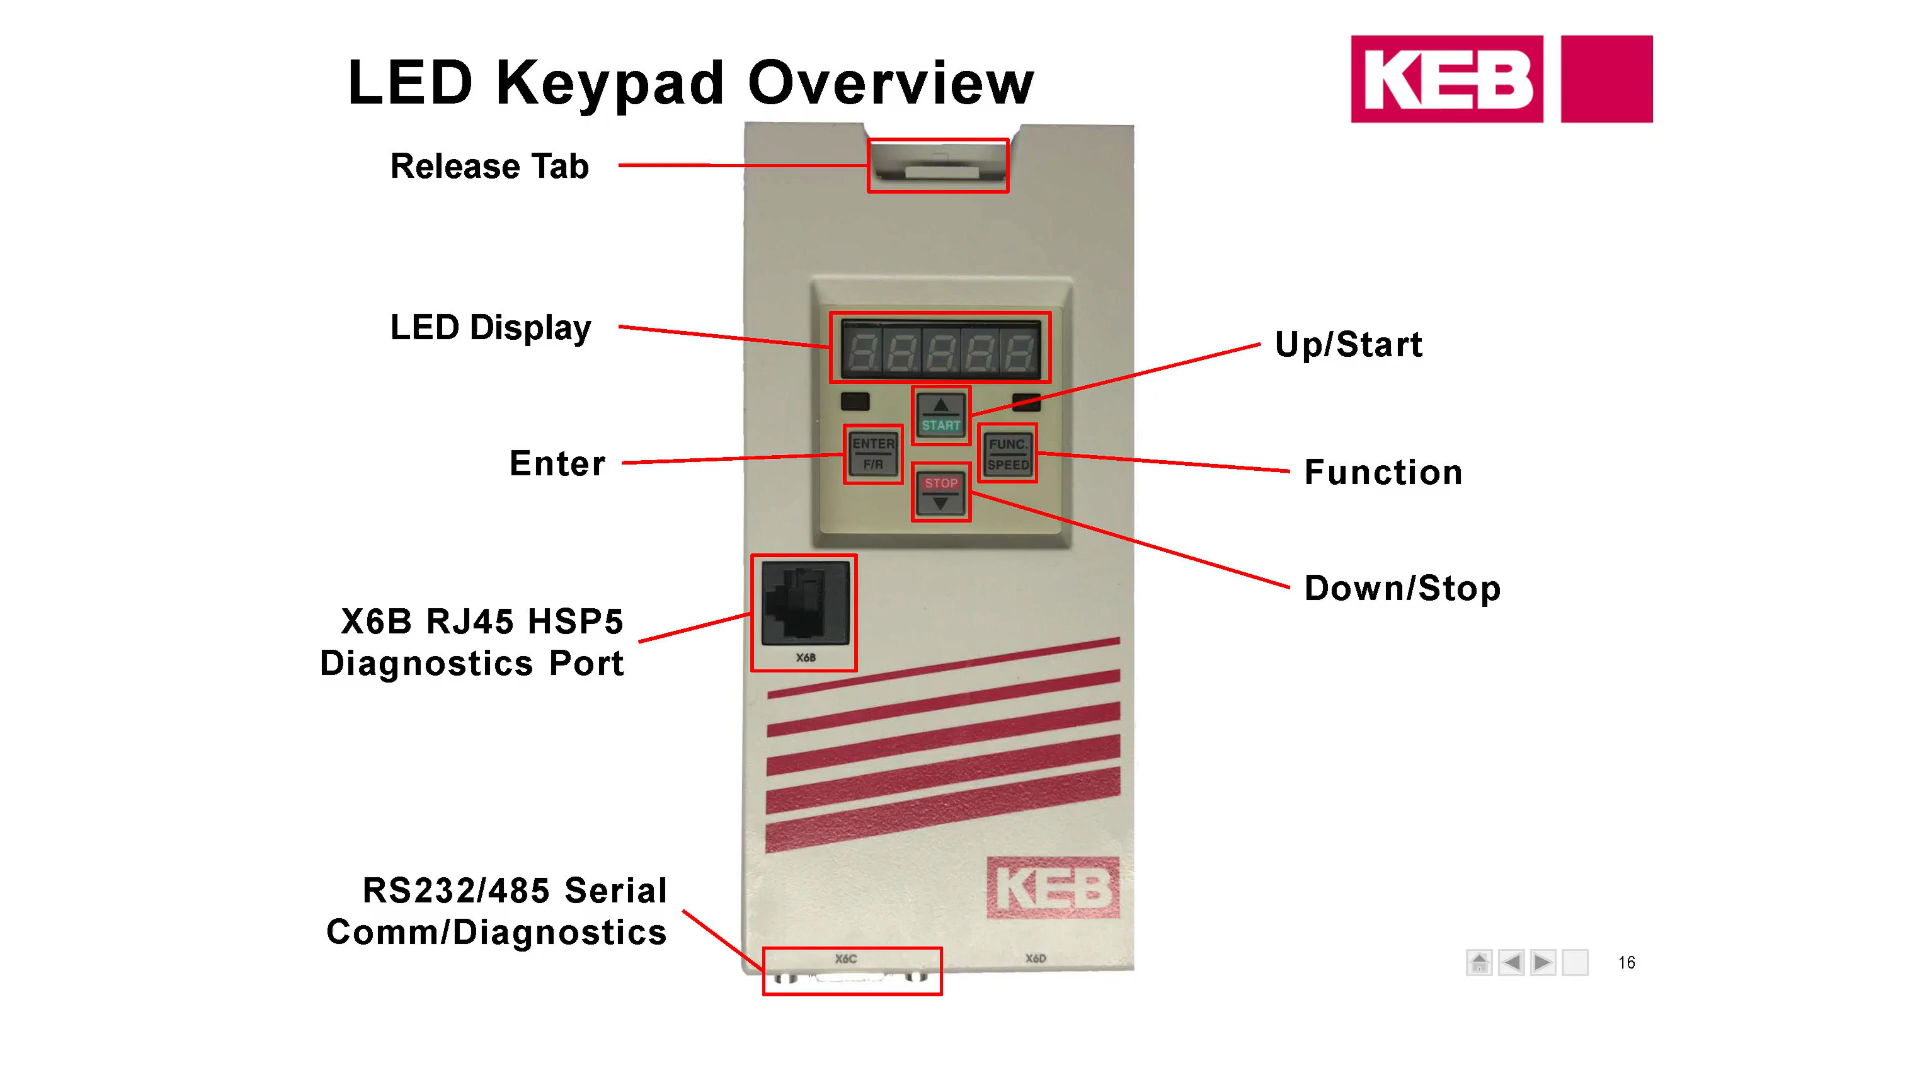 LED Keypad Overview
KEB
Release Tab
LED Display
Up/Start
START
ENTER
F/R
FUNC.
SPEED
Enter
Function
STOP
Down/Stop
X6B RJ45 HSP5
Diagnostics Port
X6B
RS232/485 Serial
Comm/Diagnostics
KEB
X6C
X6D
16